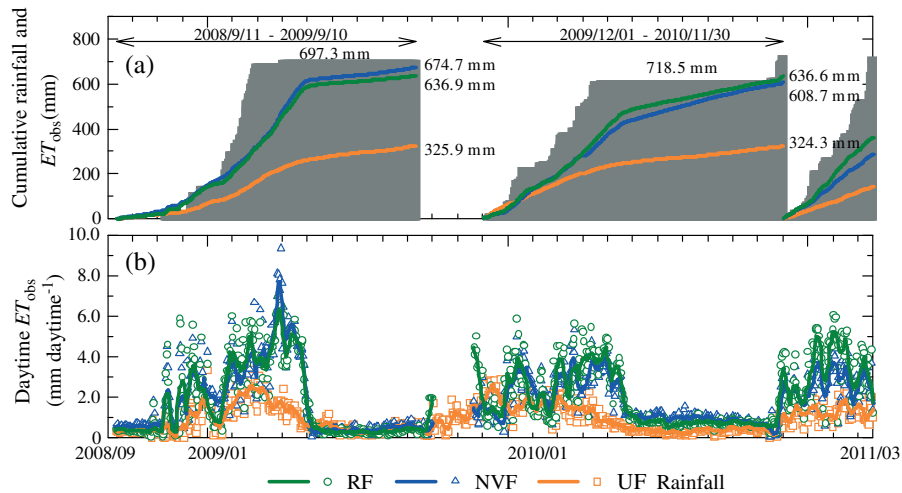 (a)
2008/9/11 - 2009/9/10
2009/12/01 - 2010/11/30
697.3 mm
674.7 mm
636.9 mm
325.9 mm
718.5 mm
636.6 mm
608.7 mm
324.3 mm
Cumulative rainfall and
ETobs(mm)
800
600
400
200
0
(b)
Daytime ETobs
(mm daytime-1)
10.0
8.0
6.0
4.0
2.0
0
2008/09
2009/01
2010/01
2011/03
RF NVF UF Rainfall